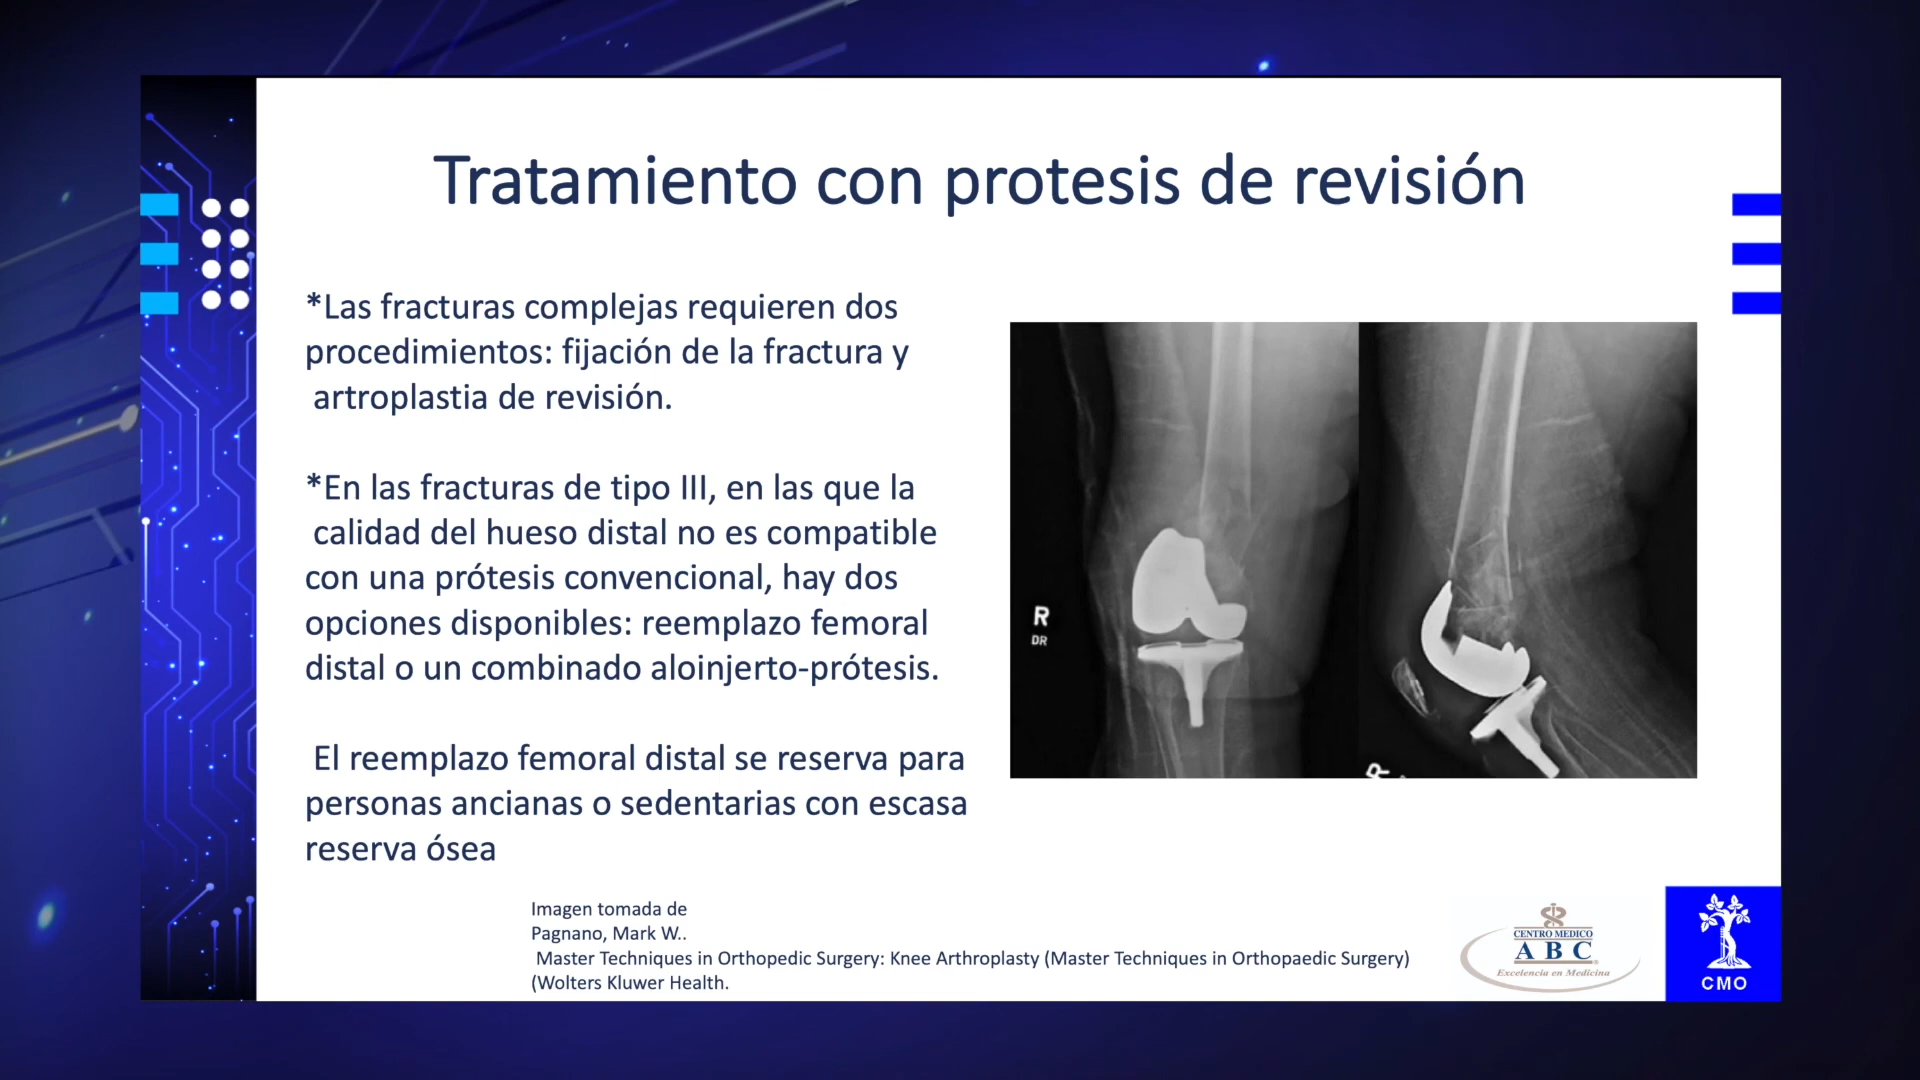 Tratamiento con protesis de revisión
*Las fracturas complejas requieren dos
procedimientos: fijación de la fractura y
artroplastia de revisión.
*En las fracturas de tipo III, en las que la
calidad del hueso distal no es compatible
con una prótesis convencional, hay dos
opciones disponibles: reemplazo femoral
distal o un combinado aloinjerto-prótesis.
El reemplazo femoral distal se reserva para
personas ancianas o sedentarias con escasa
reserva ósea
R
DR
R
Imagen tomada de
Pagnano, Mark W..
Master Techniques in Orthopedic Surgery: Knee Arthroplasty (Master Techniques in Orthopaedic Surgery)
(Wolters Kluwer Health.
CENTRO MEDICO
ABC
Excelencia en Medicina
CMO